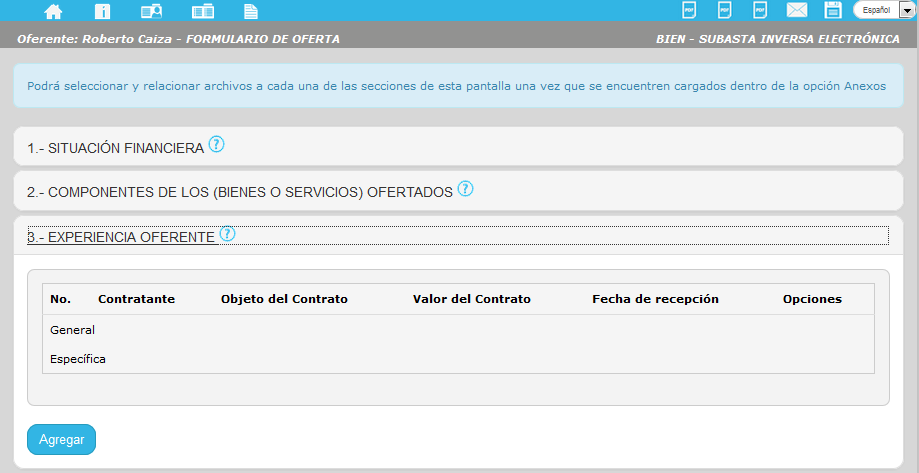 PDF PDF PDF Español
Oferente: Roberto Caiza - FORMULARIO DE OFERTA BIEN - SUBASTA INVERSA ELECTRÓNICA
Podrá seleccionar y relacionar archivos a cada una de las secciones de esta pantalla una vez que se encuentren cargados dentro de la opción Anexos
1.- SITUACIÓN FINANCIERA ?
2.- COMPONENTES DE LOS (BIENES O SERVICIOS) OFERTADOS ?
3.- EXPERIENCIA OFERENTE ?
No. Contratante Objeto del Contrato Valor del Contrato Fecha de recepción Opciones
General
Específica
Agregar